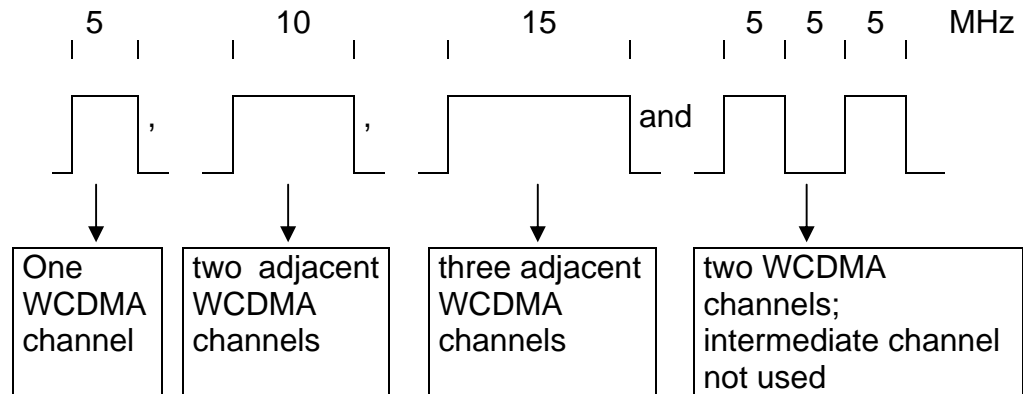 5 10 15 5 5 5 MHz
, , and
One
WCDMA
channel
two adjacent
WCDMA
channels
three adjacent
WCDMA
channels
two WCDMA
channels;
intermediate channel
not used